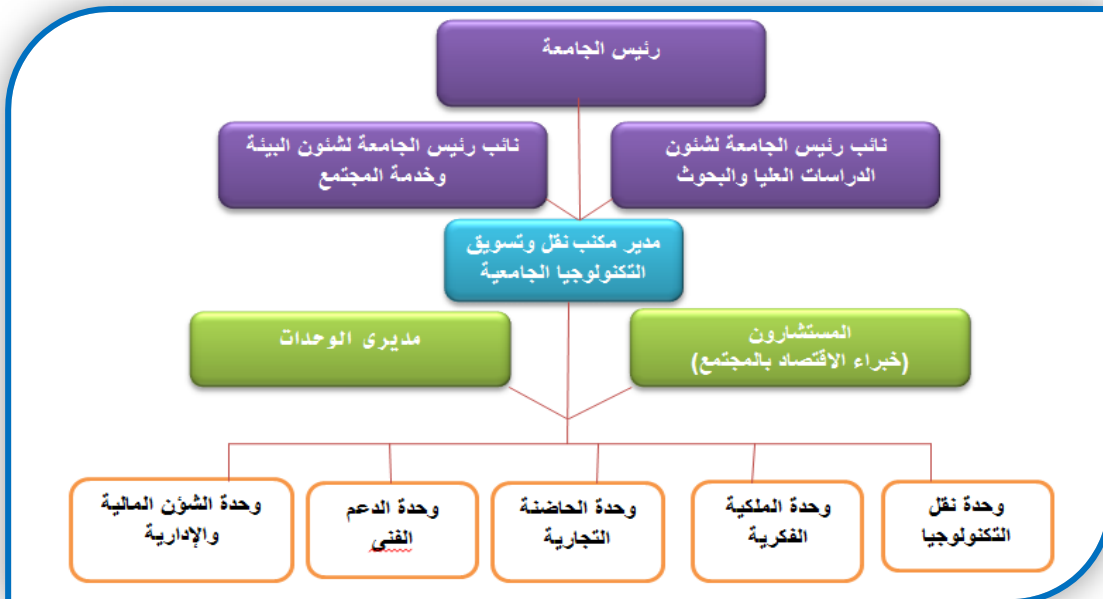 رئيس الجامعة
نائب رئيس الجامعة لشئون
الدراسات العليا والبحوث
نائب رئيس الجامعة لشئون البيئة
وخدمة المجتمع
مدير مكتب نقل وتسويق
التكنولوجيا الجامعية
المستشارون
(خبراء الاقتصاد بالمجتمع)
مديرى الوحدات
وحدة نقل
التكنولوجيا
وحدة الملكية
الفكرية
وحدة الحاضنة
التجارية
وحدة الدعم
الفنى
وحدة الشؤن المالية
والإدارية